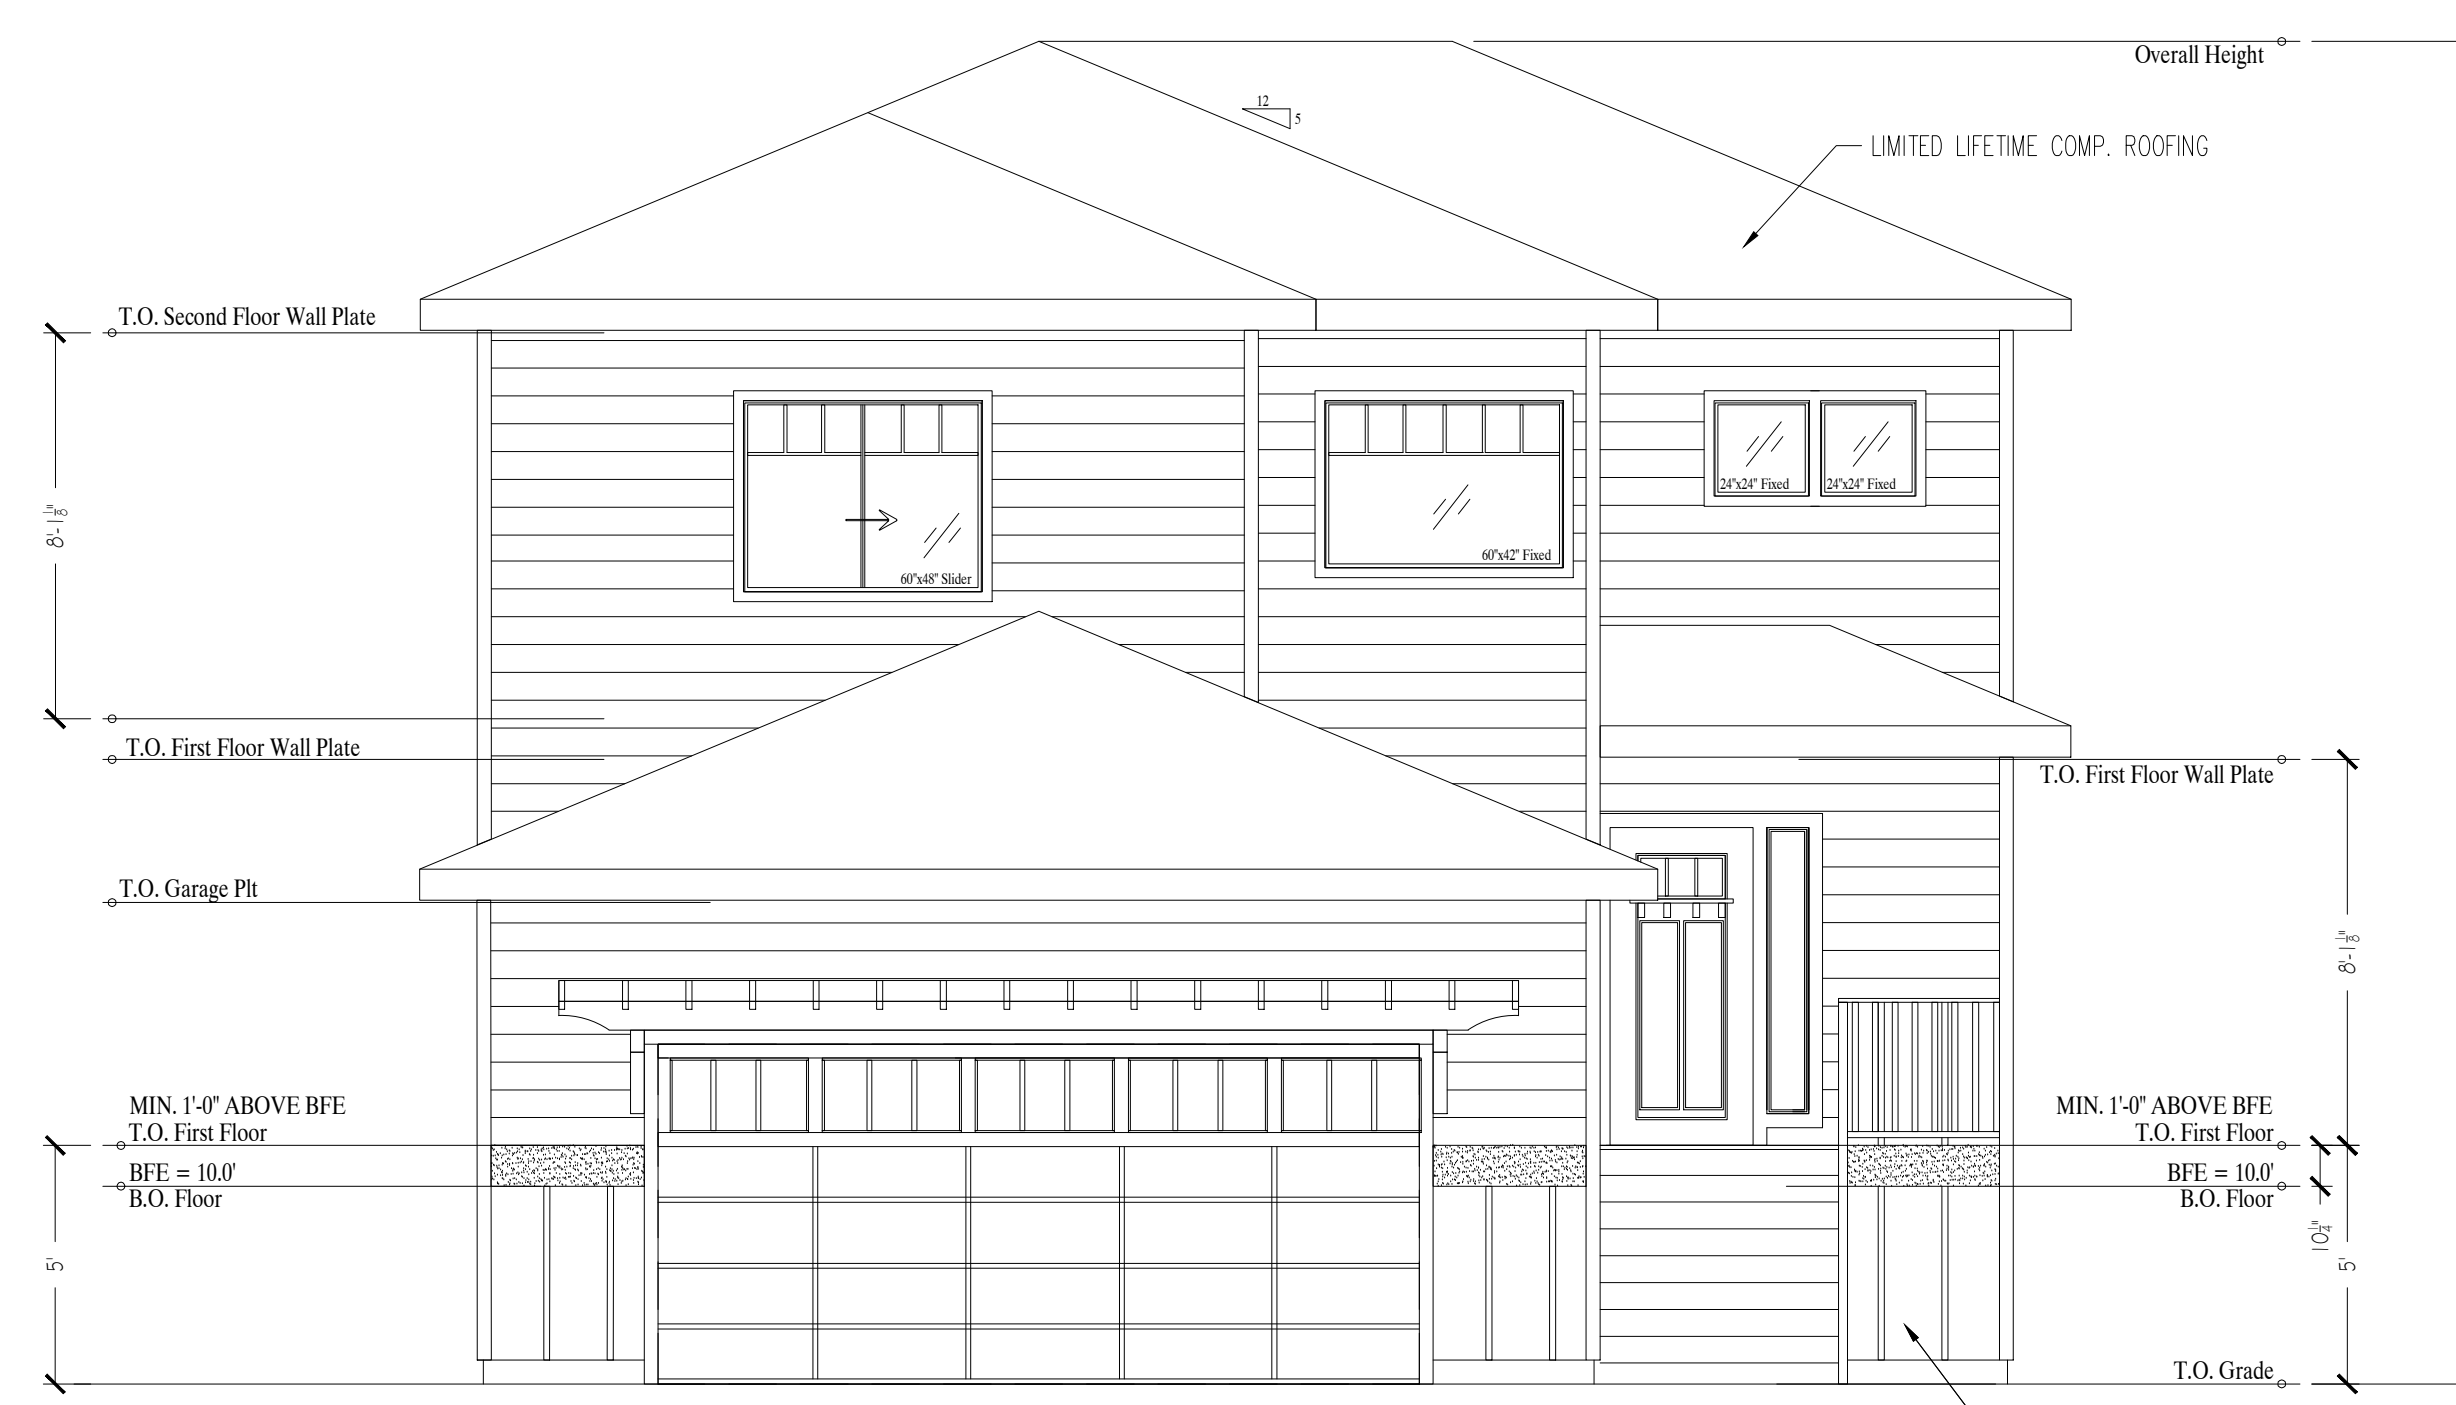 Overall Height
12
5
LIMITED LIFETIME COMP. ROOFING
T.O. Second Floor Wall Plate
24"x24" Fixed
24"x24" Fixed
8'-1 1/8"
60"x42" Fixed
60"x48" Slider
T.O. First Floor Wall Plate
T.O. First Floor Wall Plate
T.O. Garage Plt
8'-1 1/8"
MIN. 1'-0" ABOVE BFE
T.O. First Floor
MIN. 1'-0" ABOVE BFE
T.O. First Floor
BFE = 10.0'
B.O. Floor
BFE = 10.0'
B.O. Floor
10 1/4"
5'
5'
T.O. Grade